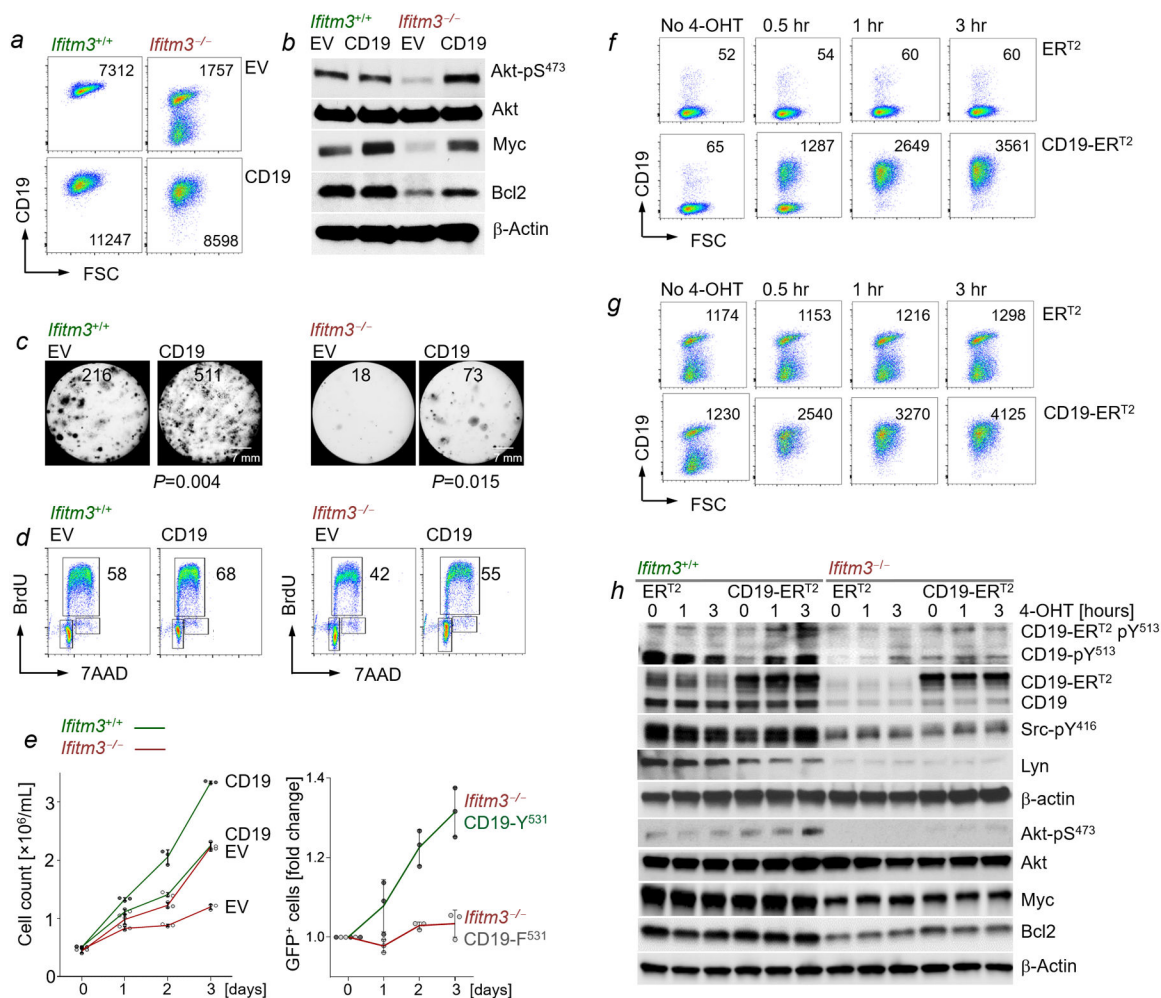 a
Ifitm3+/+
Ifitm3−/−
7312
1757
EV
11247
8598
CD19
CD19
FSC
b
Ifitm3+/+ Ifitm3−/−
EV CD19 EV CD19
Akt-pS473
Akt
Myc
Bcl2
β-Actin
c
Ifitm3+/+
EV CD19
216
511
7 mm
P=0.004
Ifitm3−/−
EV CD19
18
73
7 mm
P=0.015
d
Ifitm3+/+
EV CD19
58
68
BrdU
7AAD
Ifitm3−/−
EV CD19
42
55
BrdU
7AAD
e
Ifitm3+/+
Ifitm3−/−
Cell count [×106/mL]
3
2
1
0
0 1 2 3 [days]
CD19
CD19
EV
EV
GFP+ cells [fold change]
1.4
1.2
1.0
0 1 2 3 [days]
Ifitm3−/−
CD19-Y531
Ifitm3−/−
CD19-F531
f
No 4-OHT 0.5 hr 1 hr 3 hr
52 54 60 60
ERT2
65 1287 2649 3561
CD19-ERT2
CD19
FSC
g
No 4-OHT 0.5 hr 1 hr 3 hr
1174 1153 1216 1298
ERT2
1230 2540 3270 4125
CD19-ERT2
CD19
FSC
h
Ifitm3+/+ Ifitm3−/−
ERT2 CD19-ERT2 ERT2 CD19-ERT2
0 1 3 0 1 3 0 1 3 0 1 3 4-OHT [hours]
CD19-ERT2 pY513
CD19-pY513
CD19-ERT2
CD19
Src-pY416
Lyn
β-actin
Akt-pS473
Akt
Myc
Bcl2
β-Actin